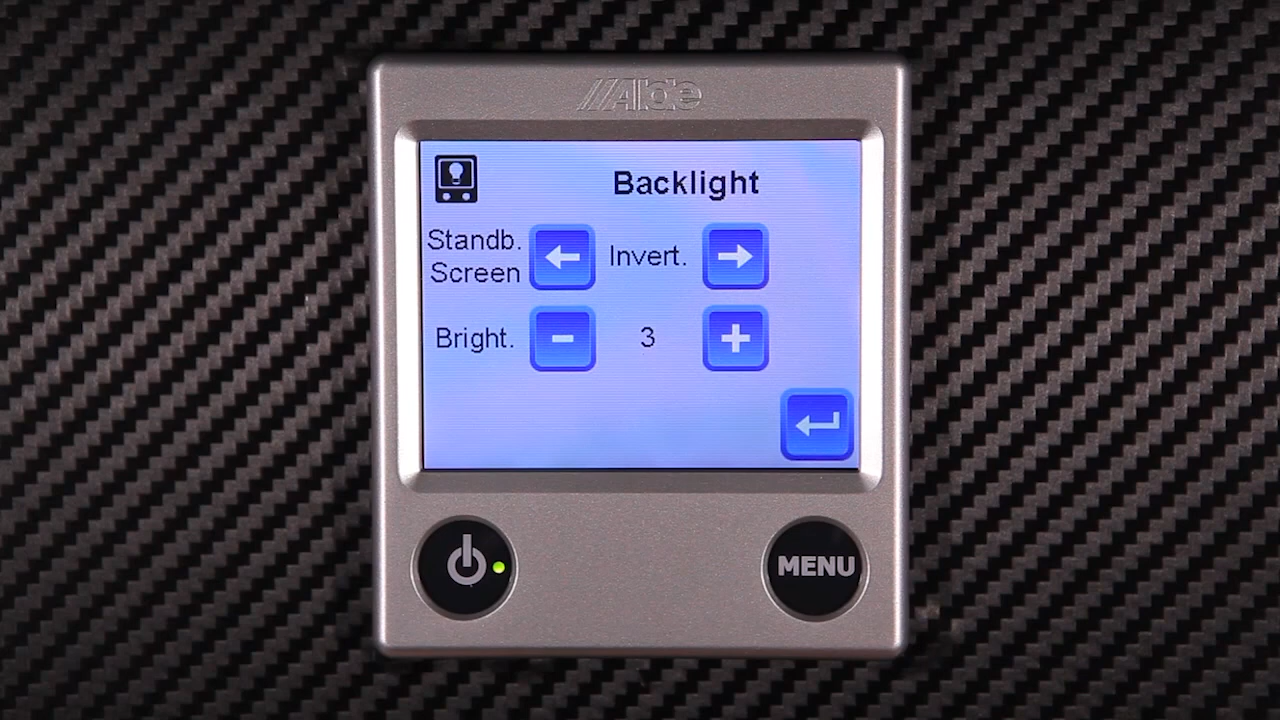 Alde
Backlight
Standb.
Screen
Invert.
Bright.
3
MENU